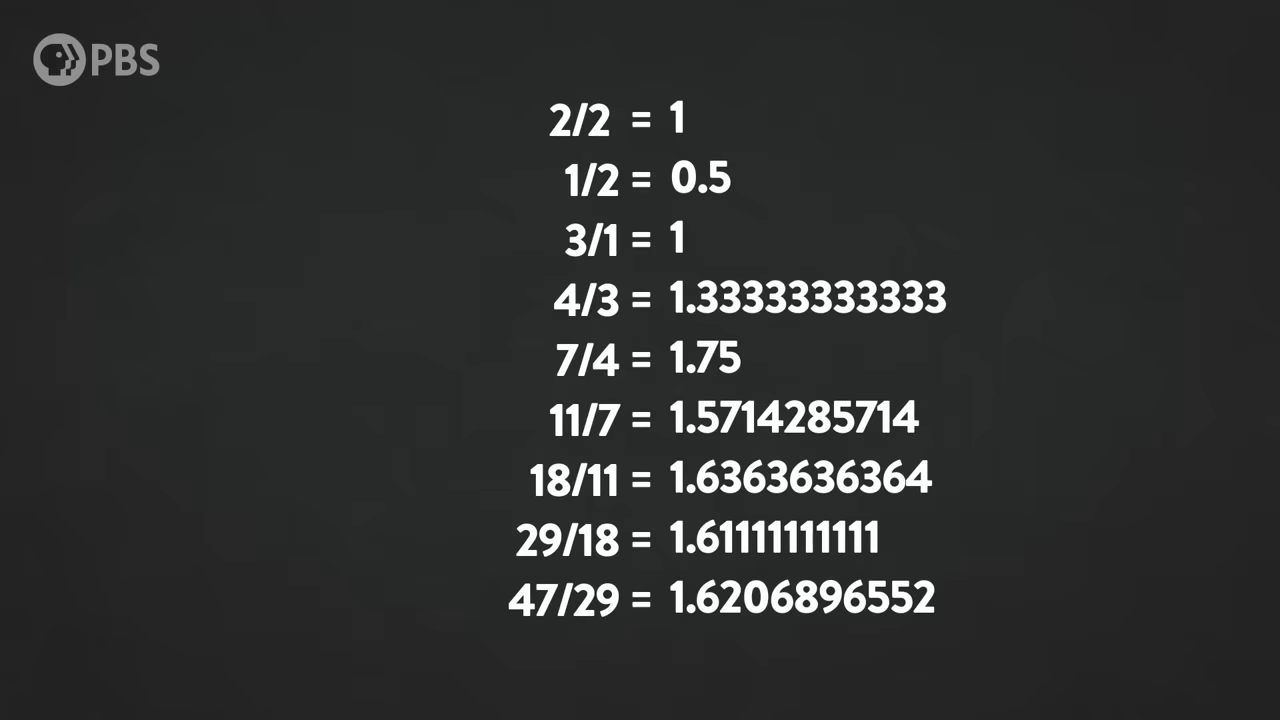 PBS
2/2 = 1
1/2 = 0.5
3/1 = 1
4/3 = 1.33333333333
7/4 = 1.75
11/7 = 1.5714285714
18/11 = 1.6363636364
29/18 = 1.61111111111
47/29 = 1.6206896552